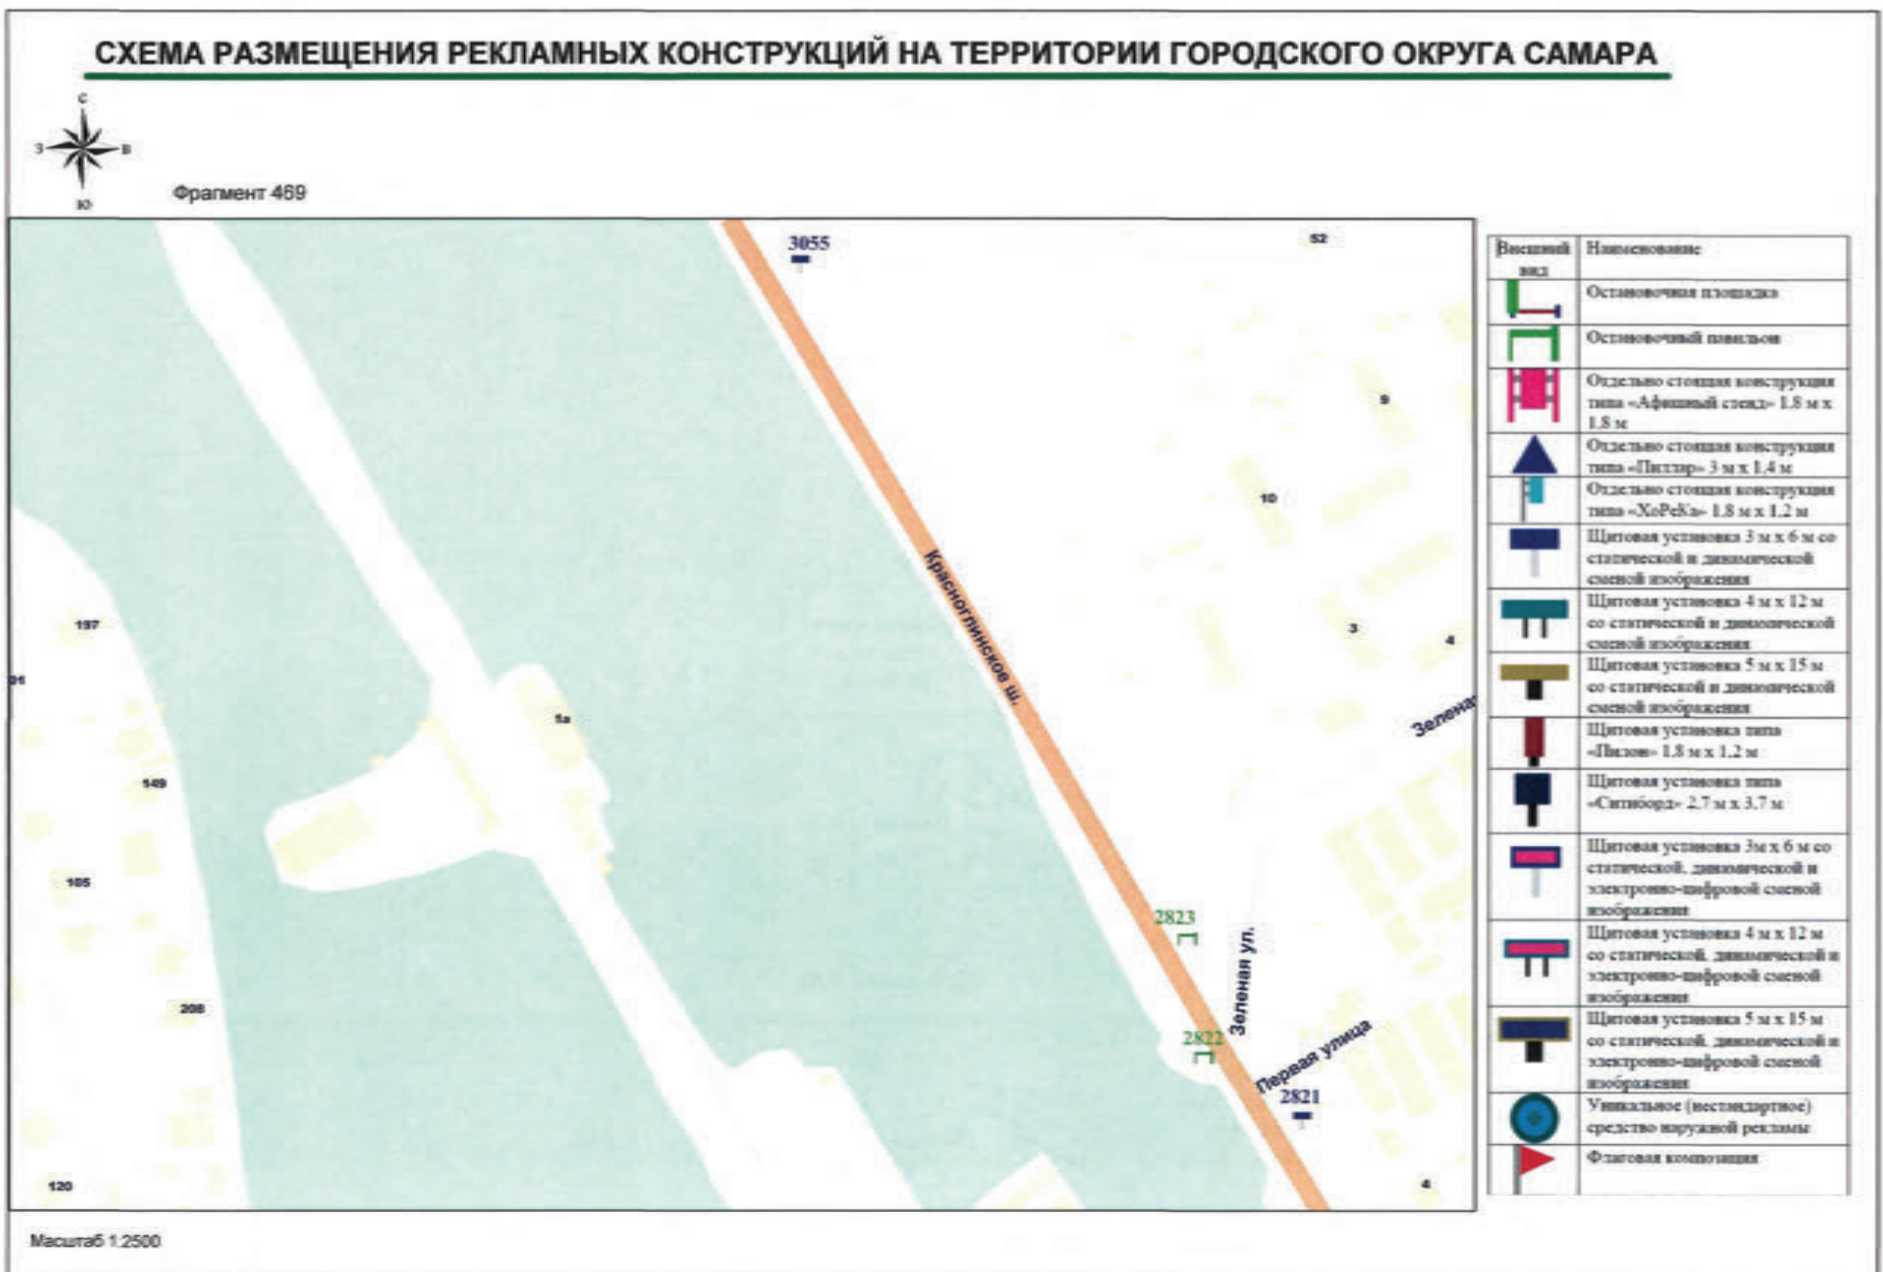 СХЕМА РАЗМЕЩЕНИЯ РЕКЛАМНЫХ КОНСТРУКЦИЙ НА ТЕРРИТОРИИ ГОРОДСКОГО ОКРУГА САМАРА
С
З
В
Ю
Фрагмент 469
3055
52
9
10
Красноглинское ш.
197
3
4
91
Зеленая
1а
149
105
2823
Зеленая ул.
208
2822
Первая улица
2821
120
4
Внешний вид
Наименование
Остановочная площадка
Остановочный павильон
Отдельно стоящая конструкция
типа «Афишный стенд» 1,8 м х
1,8 м
Отдельно стоящая конструкция
типа «Пиллар» 3 м х 1,4 м
Отдельно стоящая конструкция
типа «ХоРеКа» 1,8 м х 1,2 м
Щитовая установка 3 м х 6 м со
статической и динамической
сменой изображения
Щитовая установка 4 м х 12 м
со статической и динамической
сменой изображения
Щитовая установка 5 м х 15 м
со статической и динамической
сменой изображения
Щитовая установка типа
«Пилон» 1,8 м х 1,2 м
Щитовая установка типа
«Ситиборд» 2,7 м х 3,7 м
Щитовая установка 3м х 6 м со
статической, динамической и
электронно-цифровой сменой
изображения
Щитовая установка 4 м х 12 м
со статической, динамической и
электронно-цифровой сменой
изображения
Щитовая установка 5 м х 15 м
со статической, динамической и
электронно-цифровой сменой
изображения
Уникальное (нестандартное)
средство наружной рекламы
Флаговая композиция
Масштаб 1:2500